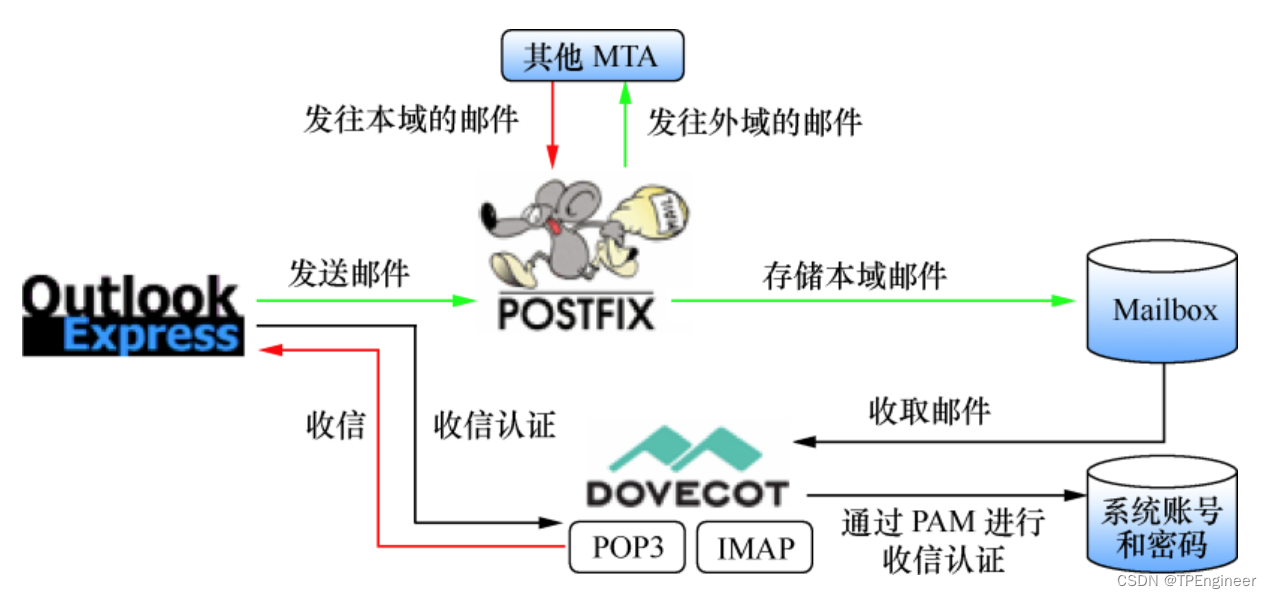 其他 MTA
发往本域的邮件
发往外域的邮件
MAIL
发送邮件
POSTFIX
存储本域邮件
Mailbox
Outlook
Express
收信
收信认证
收取邮件
DOVECOT
POP3
IMAP
通过 PAM 进行
收信认证
系统账号
和密码
CSDN @TPEngineer